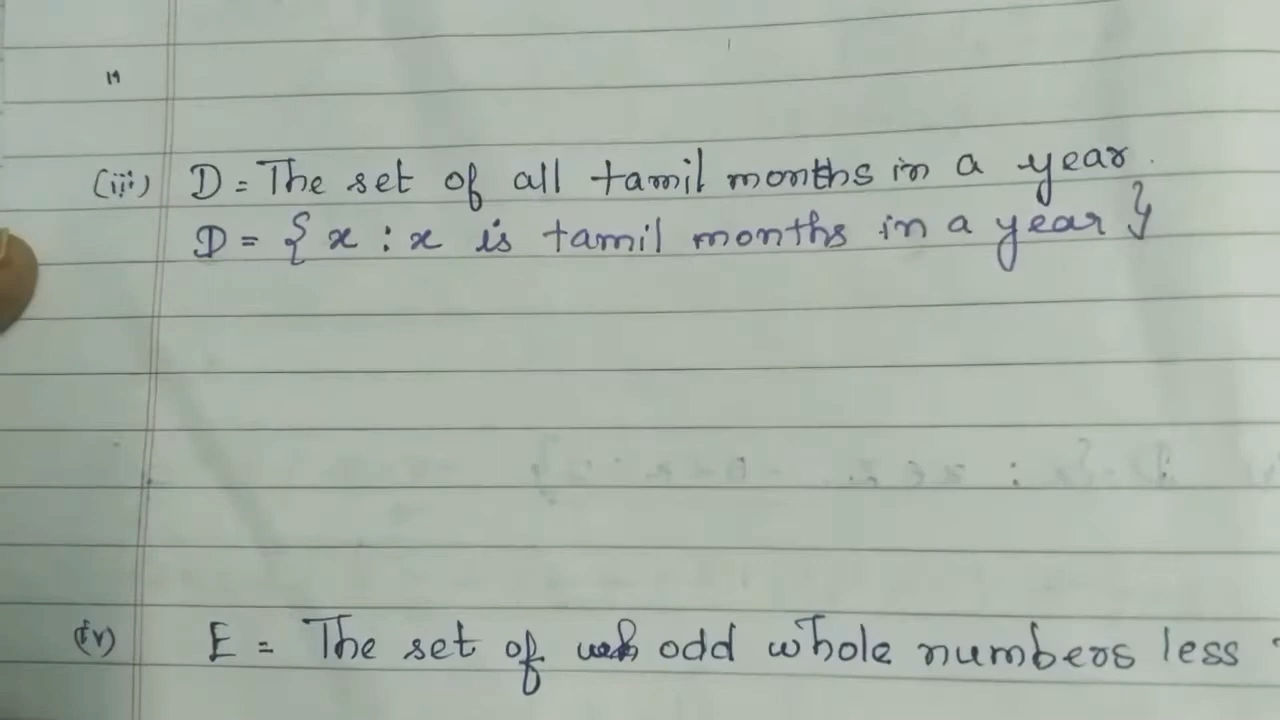 (iii) D = The set of all tamil months in a year.
D = { x : x is tamil months in a year }
(iv) E = The set of odd whole numbers less